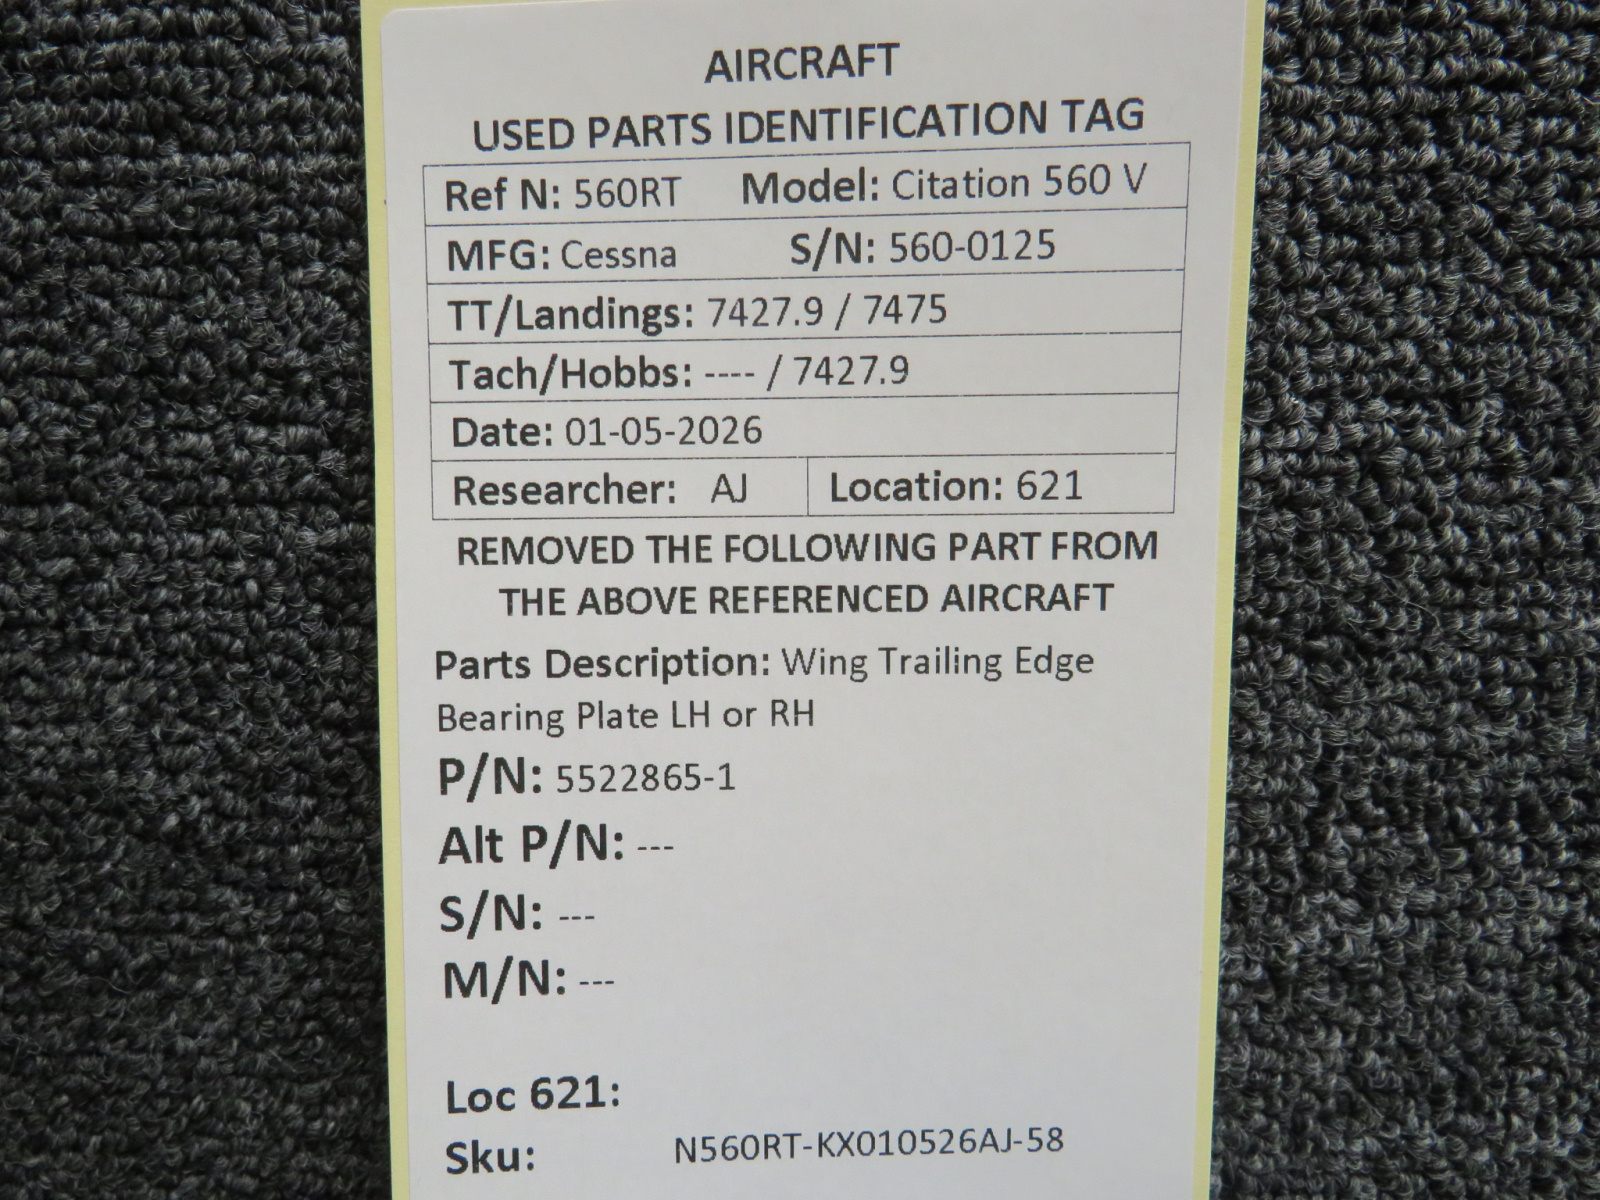 AIRCRAFT
USED PARTS IDENTIFICATION TAG
Ref N: 560RT Model: Citation 560 V
MFG: Cessna S/N: 560-0125
TT/Landings: 7427.9 / 7475
Tach/Hobbs: ---- / 7427.9
Date: 01-05-2026
Researcher: AJ Location: 621
REMOVED THE FOLLOWING PART FROM
THE ABOVE REFERENCED AIRCRAFT
Parts Description: Wing Trailing Edge
Bearing Plate LH or RH
P/N: 5522865-1
Alt P/N: ---
S/N: ---
M/N: ---
Loc 621:
Sku: N560RT-KX010526AJ-58